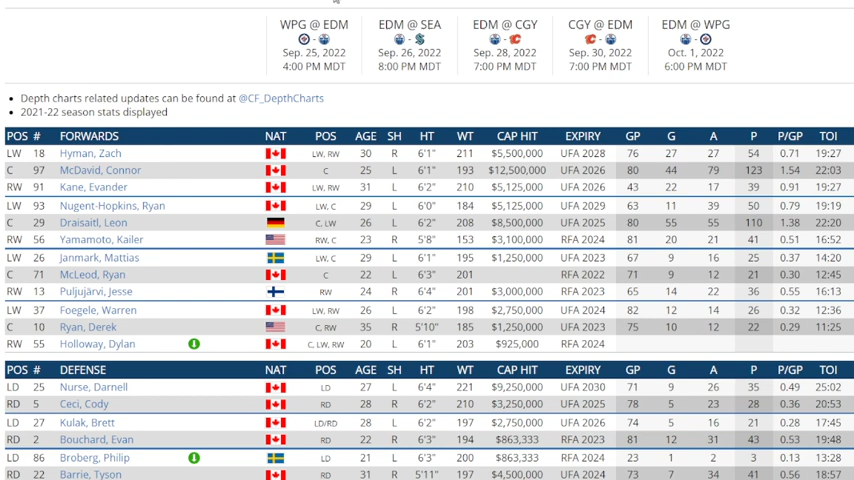 WPG @ EDM EDM @ SEA EDM @ CGY CGY @ EDM EDM @ WPG
Sep. 25, 2022 Sep. 26, 2022 Sep. 28, 2022 Sep. 30, 2022 Oct. 1, 2022
4:00 PM MDT 8:00 PM MDT 7:00 PM MDT 7:00 PM MDT 6:00 PM MDT
• Depth charts related updates can be found at @CF_DepthCharts
• 2021-22 season stats displayed
POS # FORWARDS NAT POS AGE SH HT WT CAP HIT EXPIRY GP G A P P/GP TOI
LW 18 Hyman, Zach LW, RW 30 R 6'1" 211 $5,500,000 UFA 2028 76 27 27 54 0.71 19:27
C 97 McDavid, Connor C 25 L 6'1" 193 $12,500,000 UFA 2026 80 44 79 123 1.54 22:03
RW 91 Kane, Evander LW, RW 31 L 6'2" 210 $5,125,000 UFA 2026 43 22 17 39 0.91 19:27
LW 93 Nugent-Hopkins, Ryan LW, C 29 L 6'0" 184 $5,125,000 UFA 2029 63 11 39 50 0.79 19:19
C 29 Draisaitl, Leon C, LW 26 L 6'2" 208 $8,500,000 UFA 2025 80 55 55 110 1.38 22:20
RW 56 Yamamoto, Kailer RW, C 23 R 5'8" 153 $3,100,000 RFA 2024 81 20 21 41 0.51 16:52
LW 26 Janmark, Mattias LW, C 29 L 6'1" 195 $1,250,000 UFA 2023 67 9 16 25 0.37 14:20
C 71 McLeod, Ryan C 22 L 6'3" 201 RFA 2022 71 9 12 21 0.30 12:45
RW 13 Puljujärvi, Jesse RW 24 R 6'4" 201 $3,000,000 RFA 2023 65 14 22 36 0.55 16:13
LW 37 Foegele, Warren LW, RW 26 L 6'2" 198 $2,750,000 UFA 2024 82 12 14 26 0.32 12:36
C 10 Ryan, Derek C, RW 35 R 5'10" 185 $1,250,000 UFA 2023 75 10 12 22 0.29 11:25
RW 55 Holloway, Dylan C, LW, RW 20 L 6'1" 203 $925,000 RFA 2024
POS # DEFENSE NAT POS AGE SH HT WT CAP HIT EXPIRY GP G A P P/GP TOI
LD 25 Nurse, Darnell LD 27 L 6'4" 221 $9,250,000 UFA 2030 71 9 26 35 0.49 25:02
RD 5 Ceci, Cody RD 28 R 6'2" 210 $3,250,000 UFA 2025 78 5 23 28 0.36 20:53
LD 27 Kulak, Brett LD/RD 28 L 6'2" 197 $2,750,000 UFA 2026 74 5 16 21 0.28 17:45
RD 2 Bouchard, Evan RD 22 R 6'3" 194 $863,333 RFA 2023 81 12 31 43 0.53 19:48
LD 86 Broberg, Philip LD 21 L 6'3" 200 $863,333 RFA 2024 23 1 2 3 0.13 13:28
RD 22 Barrie, Tyson RD 31 R 5'11" 197 $4,500,000 UFA 2024 73 7 34 41 0.56 18:57